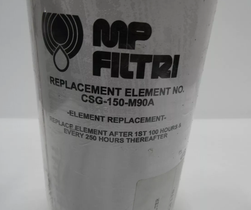 MP
FILTRI
REPLACEMENT ELEMENT NO.
CSG-150-M90A
-ELEMENT REPLACEMENT-
REPLACE ELEMENT AFTER 1ST 100 HOURS &
EVERY 250 HOURS THEREAFTER